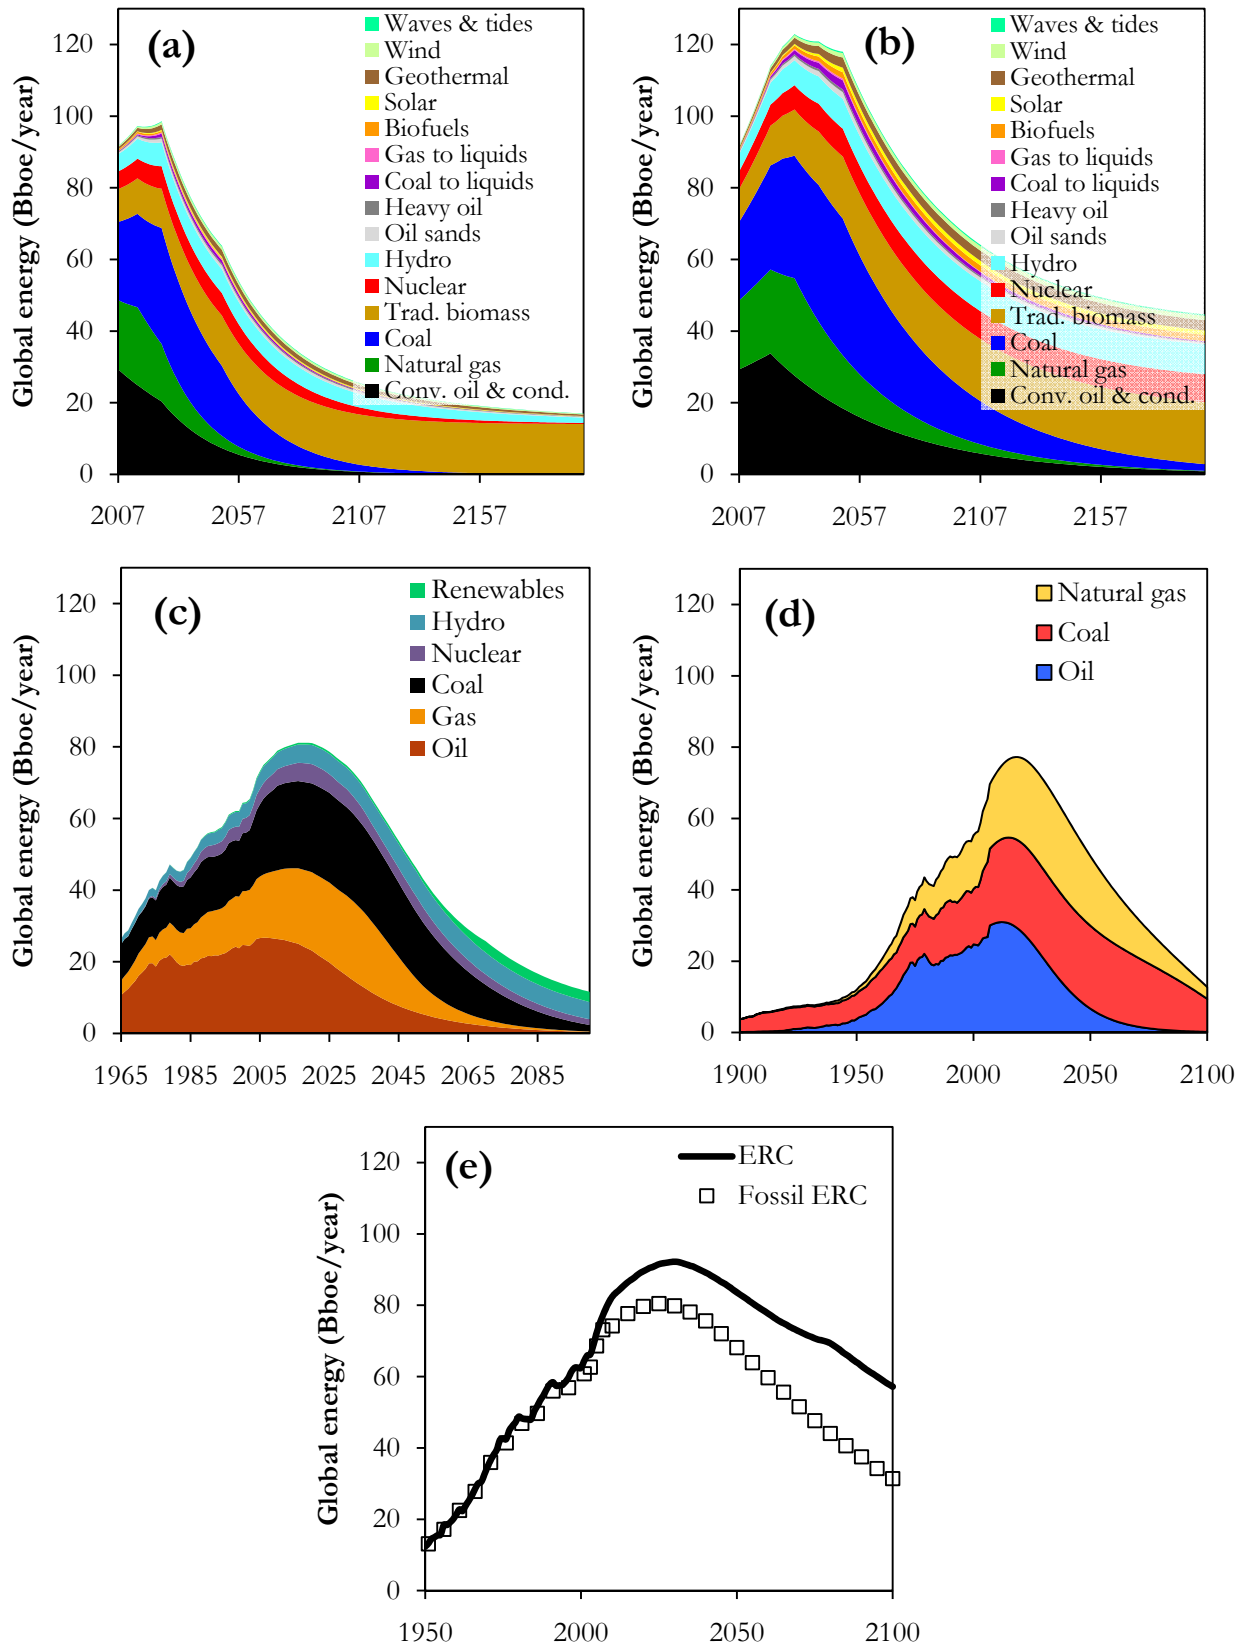 (a)
Global energy (Bboe/year)
120
100
80
60
40
20
0
2007
2057
2107
2157
Waves & tides
Wind
Geothermal
Solar
Biofuels
Gas to liquids
Coal to liquids
Heavy oil
Oil sands
Hydro
Nuclear
Trad. biomass
Coal
Natural gas
Conv. oil & cond.
(b)
Global energy (Bboe/year)
120
100
80
60
40
20
0
2007
2057
2107
2157
Waves & tides
Wind
Geothermal
Solar
Biofuels
Gas to liquids
Coal to liquids
Heavy oil
Oil sands
Hydro
Nuclear
Trad. biomass
Coal
Natural gas
Conv. oil & cond.
(c)
Global energy (Bboe/year)
120
100
80
60
40
20
0
1965
1985
2005
2025
2045
2065
2085
Renewables
Hydro
Nuclear
Coal
Gas
Oil
(d)
Global energy (Bboe/year)
120
100
80
60
40
20
0
1900
1950
2000
2050
2100
Natural gas
Coal
Oil
(e)
Global energy (Bboe/year)
120
100
80
60
40
20
0
1950
2000
2050
2100
ERC
Fossil ERC